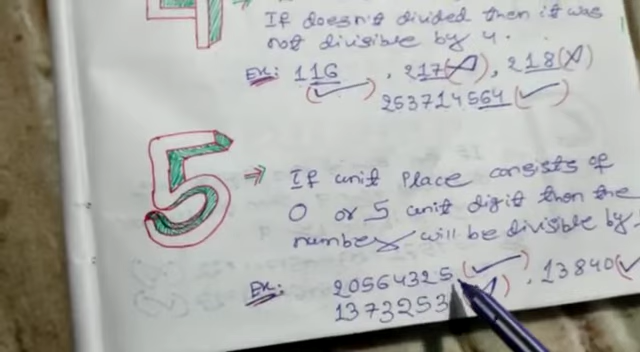 4
If doesn't divided then it was
not divisible by 4.
Ex: 116, 217(X), 218(X)
(✓) 253714564(✓)
5 → If unit place consists of
0 or 5 unit digit then the
number will be divisible by
Ex: 20564325(✓), 13840(✓
1373253